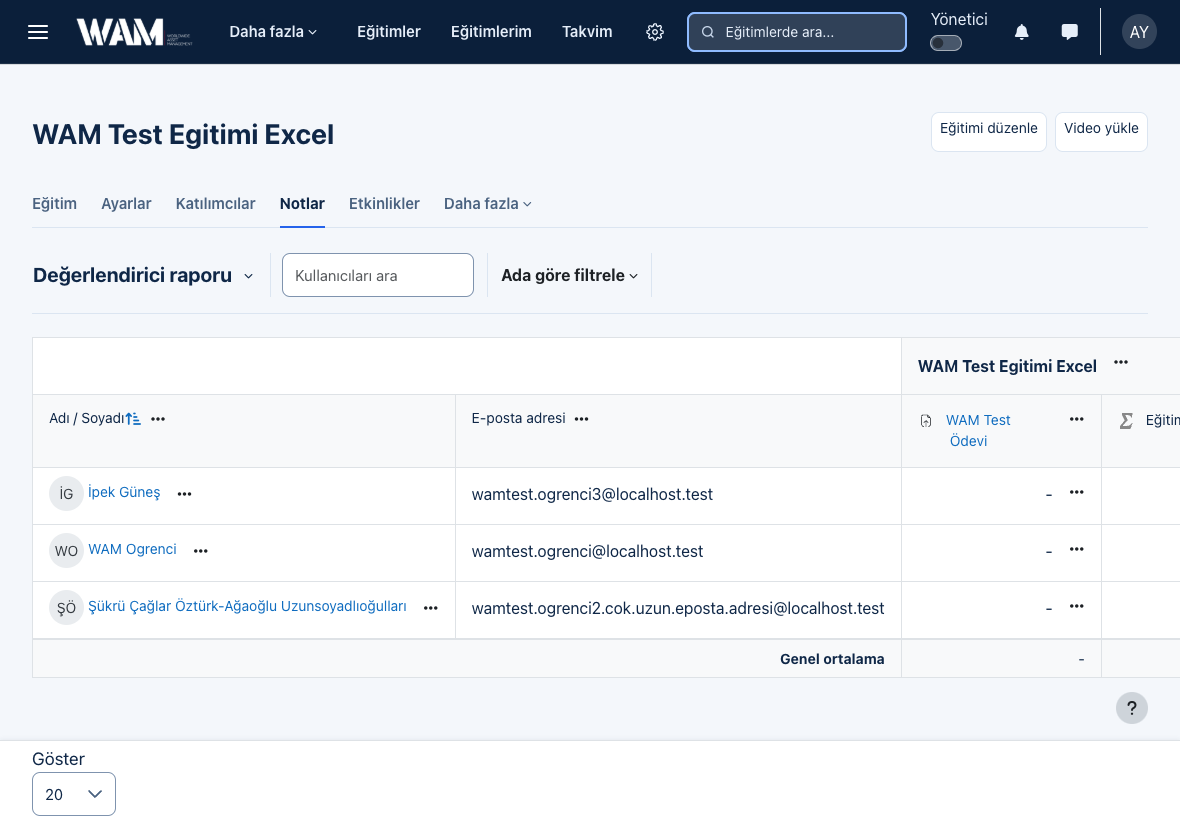 WAM WORLDWIDE ASSET MANAGEMENT
Daha fazla
Eğitimler
Eğitimlerim
Takvim
Eğitimlerde ara...
Yönetici
AY
WAM Test Egitimi Excel
Eğitimi düzenle
Video yükle
Eğitim
Ayarlar
Katılımcılar
Notlar
Etkinlikler
Daha fazla
Değerlendirici raporu
Kullanıcıları ara
Ada göre filtrele
WAM Test Egitimi Excel
Adı / Soyadı
E-posta adresi
WAM Test
Ödevi
Σ Eğitim
İG İpek Güneş
wamtest.ogrenci3@localhost.test
-
WO WAM Ogrenci
wamtest.ogrenci@localhost.test
-
ŞÖ Şükrü Çağlar Öztürk-Ağaoğlu Uzunsoyadlıoğulları
wamtest.ogrenci2.cok.uzun.eposta.adresi@localhost.test
-
Genel ortalama
-
?
Göster
20